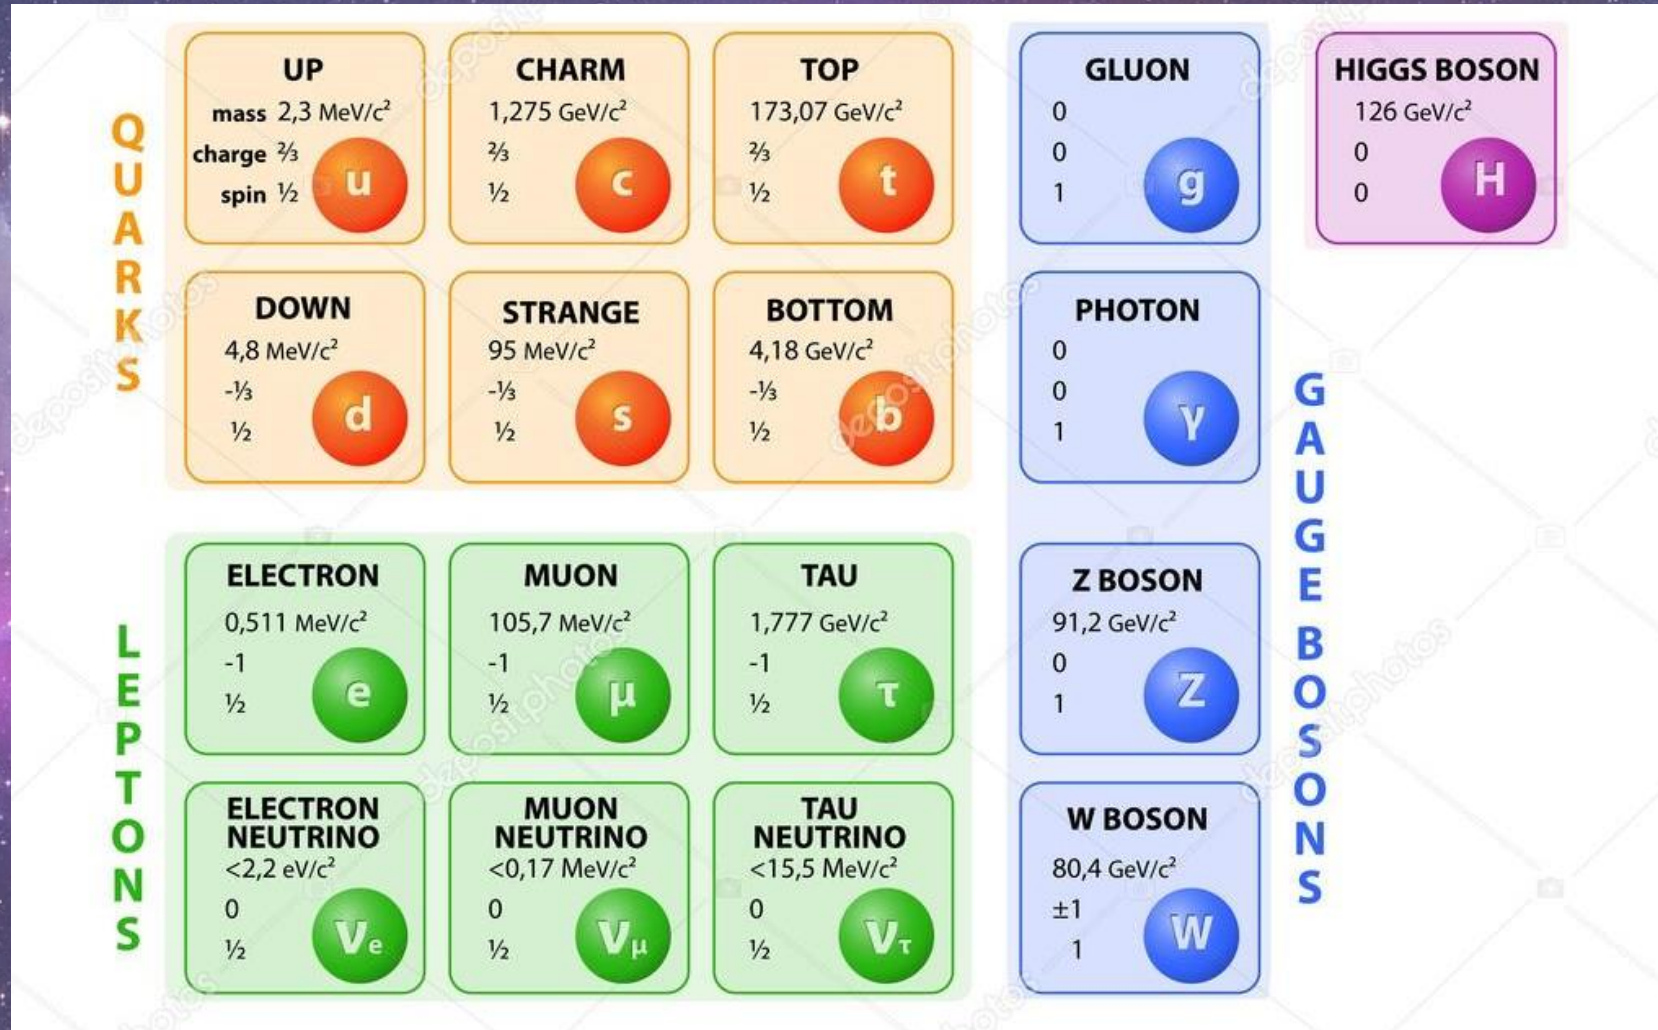 QUARKS
UP
mass 2,3 MeV/c²
charge ⅔
spin ½
u
CHARM
1,275 GeV/c²
⅔
½
c
TOP
173,07 GeV/c²
⅔
½
t
DOWN
4,8 MeV/c²
-⅓
½
d
STRANGE
95 MeV/c²
-⅓
½
s
BOTTOM
4,18 GeV/c²
-⅓
½
b
LEPTONS
ELECTRON
0,511 MeV/c²
-1
½
e
MUON
105,7 MeV/c²
-1
½
μ
TAU
1,777 GeV/c²
-1
½
τ
ELECTRON
NEUTRINO
<2,2 eV/c²
0
½
νe
MUON
NEUTRINO
<0,17 MeV/c²
0
½
νμ
TAU
NEUTRINO
<15,5 MeV/c²
0
½
ντ
GLUON
0
0
1
g
PHOTON
0
0
1
γ
Z BOSON
91,2 GeV/c²
0
1
Z
W BOSON
80,4 GeV/c²
±1
1
W
GAUGE BOSONS
HIGGS BOSON
126 GeV/c²
0
0
H
depositphotos
depositphotos
depositphotos
depositphotos
depositphotos
depositphotos